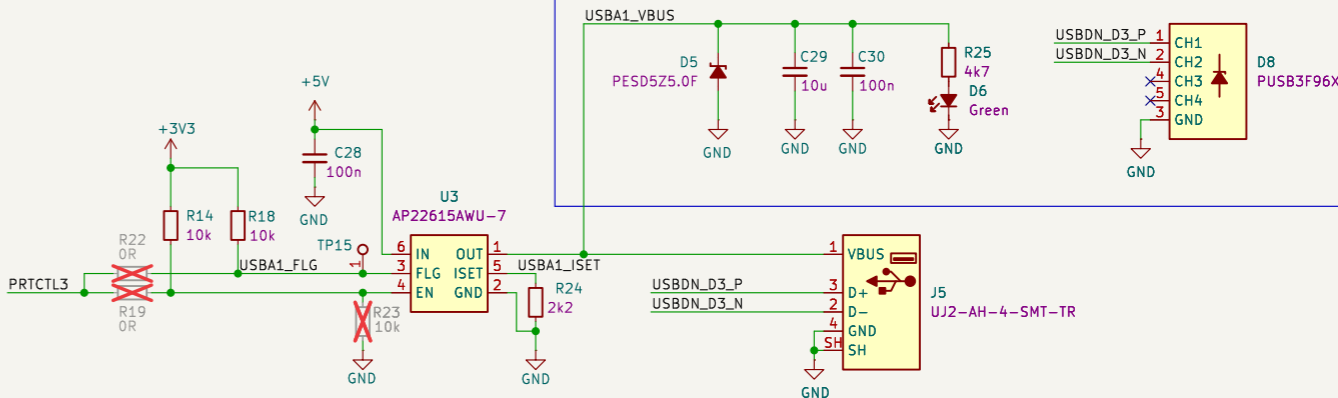 USBA1_VBUS
D5
PESD5Z5.0F
C29
10u
C30
100n
R25
4k7
D6
Green
GND
GND
GND
GND
USBDN_D3_P
USBDN_D3_N
1
2
4
5
3
CH1
CH2
CH3
CH4
GND
D8
PUSB3F96X
GND
+5V
C28
100n
GND
+3V3
R14
10k
R18
10k
R22
0R
R19
0R
PRTCTL3
USBA1_FLG
TP15
1
R23
10k
GND
U3
AP22615AWU-7
6
3
4
IN
FLG
EN
OUT
ISET
GND
1
5
2
USBA1_ISET
R24
2k2
GND
USBDN_D3_P
USBDN_D3_N
1
3
2
4
SH
VBUS
D+
D-
GND
SH
J5
UJ2-AH-4-SMT-TR
GND